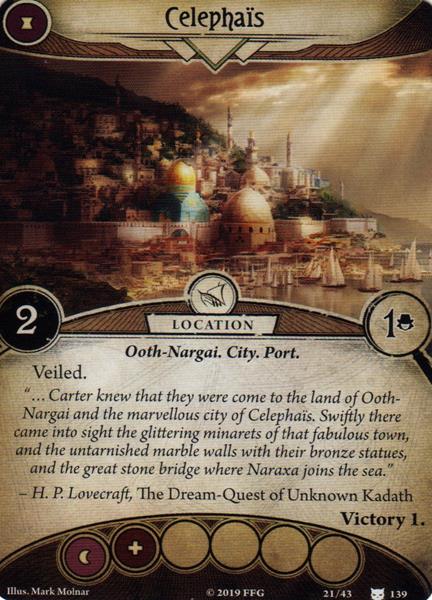 Celephaïs
2
LOCATION
1
Ooth-Nargai. City. Port.
Veiled.
“… Carter knew that they were come to the land of Ooth-
Nargai and the marvellous city of Celephaïs. Swiftly there
came into sight the glittering minarets of that fabulous town,
and the untarnished marble walls with their bronze statues,
and the great stone bridge where Naraxa joins the sea.”
– H. P. Lovecraft, The Dream-Quest of Unknown Kadath
Victory 1.
Illus. Mark Molnar © 2019 FFG 21/43 139